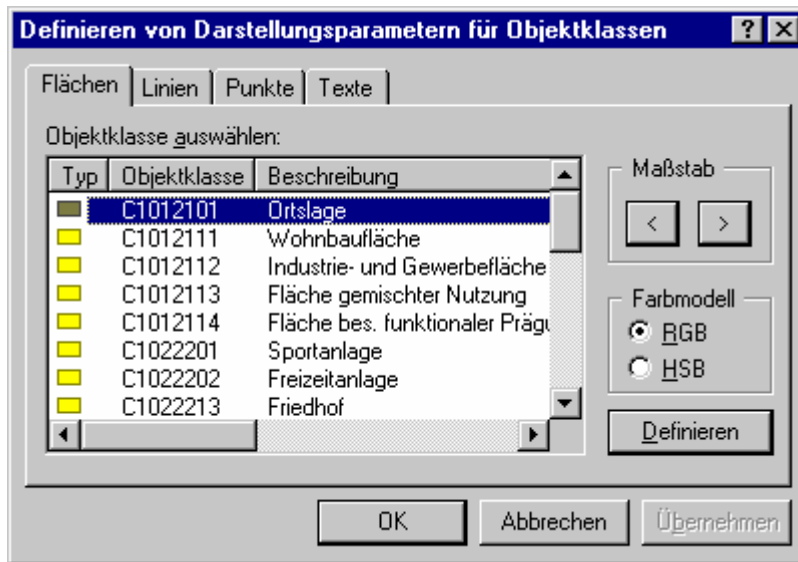 Definieren von Darstellungsparametern für Objektklassen
Flächen Linien Punkte Texte
Objektklasse auswählen:
Typ Objektklasse Beschreibung
C1012101 Ortslage
C1012111 Wohnbaufläche
C1012112 Industrie- und Gewerbefläche
C1012113 Fläche gemischter Nutzung
C1012114 Fläche bes. funktionaler
C1022201 Sportanlage
C1022202 Freizeitanlage
C1022213 Friedhof
Maßstab
< >
Farbmodell
RGB
HSB
Definieren
OK Abbrechen Übernehmen